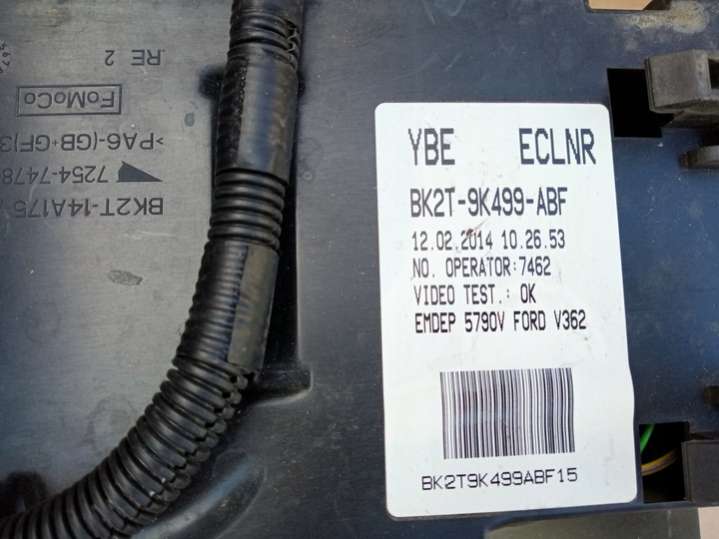 YBE ECLNR
BK2T-9K499-ABF
12.02.2014 10.26.53
NO. OPERATOR:7462
VIDEO TEST.: OK
EMDEP 5790V FORD V362
BK2T9K499ABF15
RE 2
FoMoCo
>PA6-(GB+GF)3
7254-7478
BK2T-14A175-